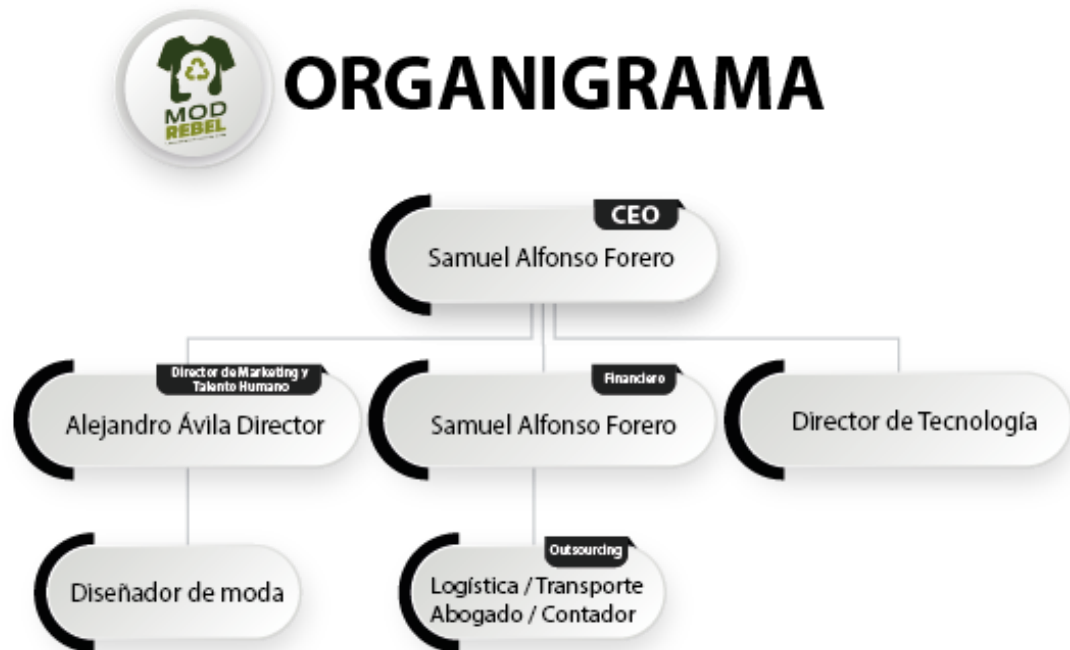 MOD
REBEL
ORGANIGRAMA
CEO
Samuel Alfonso Forero
Director de Marketing y
Talento Humano
Alejandro Ávila Director
Financiero
Samuel Alfonso Forero
Director de Tecnología
Diseñador de moda
Outsourcing
Logística / Transporte
Abogado / Contador